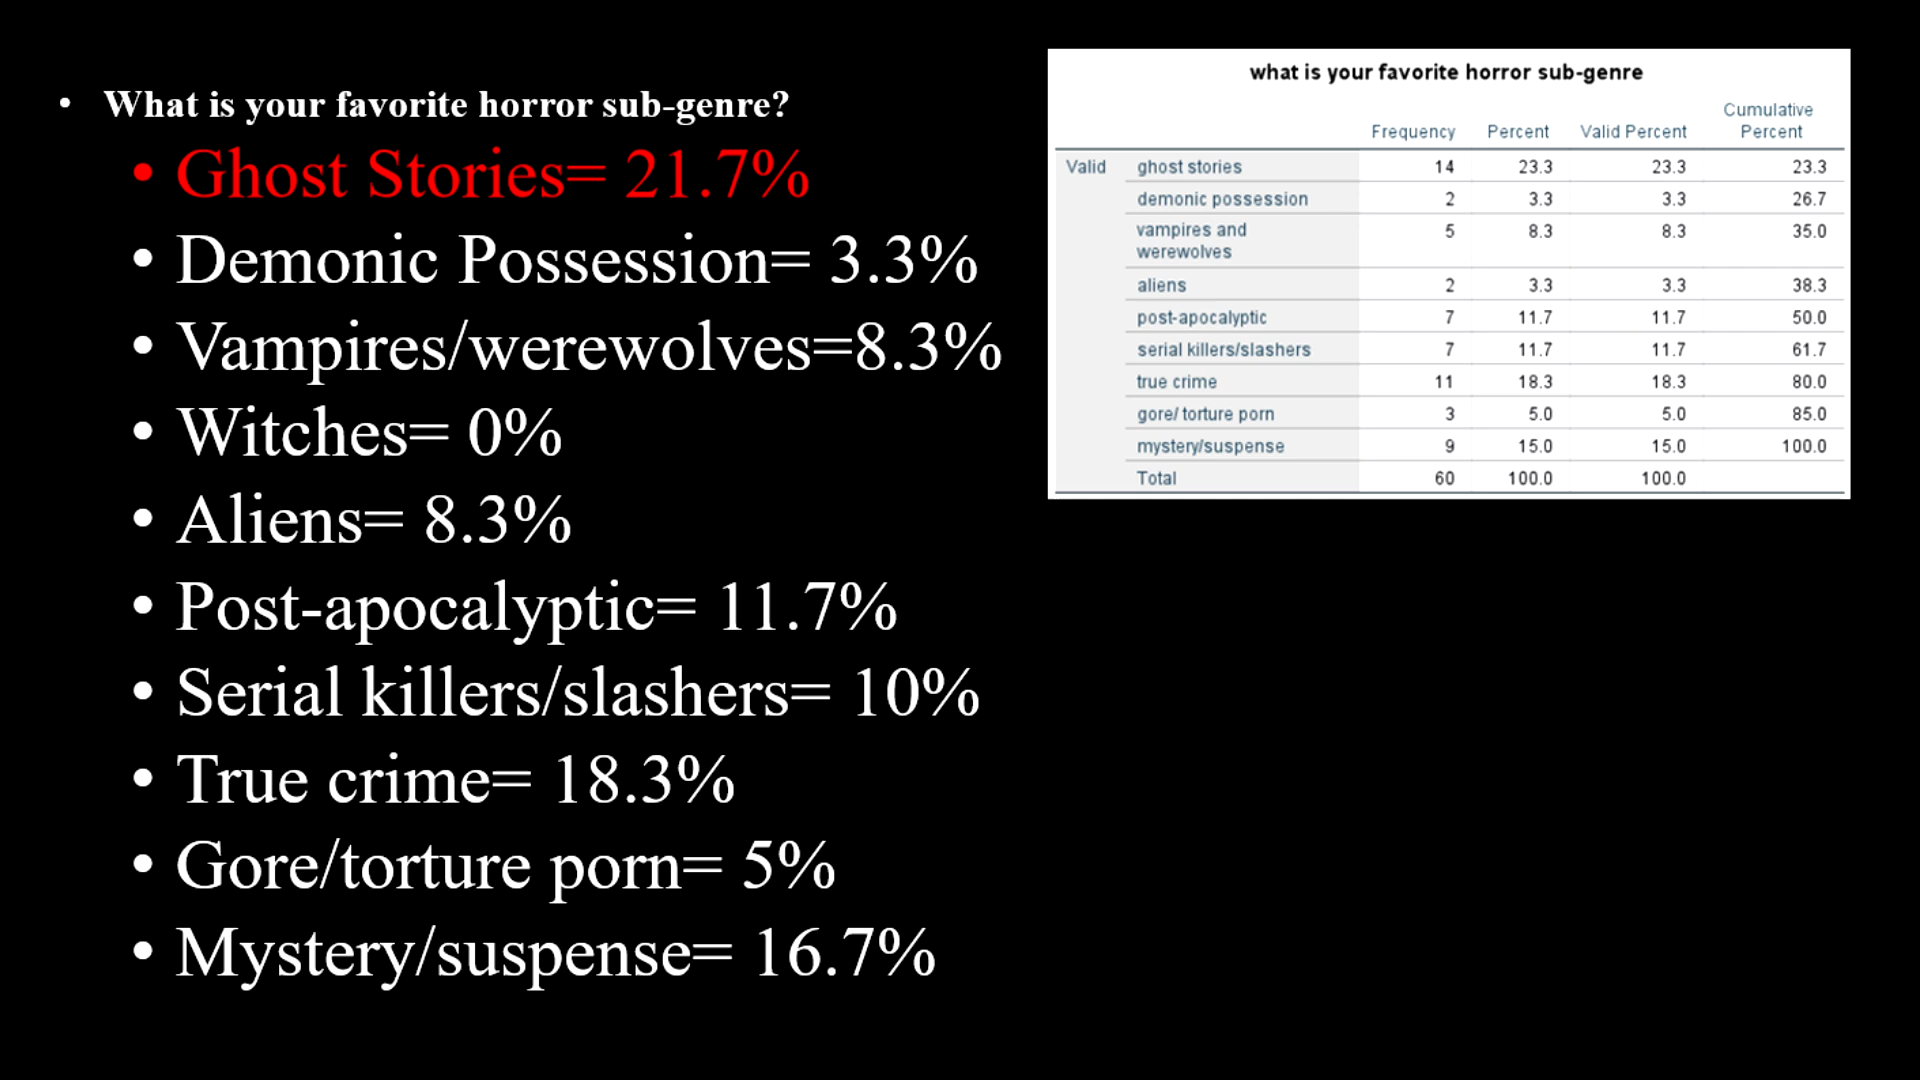 • What is your favorite horror sub-genre?
• Ghost Stories= 21.7%
• Demonic Possession= 3.3%
• Vampires/werewolves=8.3%
• Witches= 0%
• Aliens= 8.3%
• Post-apocalyptic= 11.7%
• Serial killers/slashers= 10%
• True crime= 18.3%
• Gore/torture porn= 5%
• Mystery/suspense= 16.7%
what is your favorite horror sub-genre
Frequency Percent Valid Percent Cumulative Percent
Valid ghost stories 14 23.3 23.3 23.3
demonic possession 2 3.3 3.3 26.7
vampires and werewolves 5 8.3 8.3 35.0
aliens 2 3.3 3.3 38.3
post-apocalyptic 7 11.7 11.7 50.0
serial killers/slashers 7 11.7 11.7 61.7
true crime 11 18.3 18.3 80.0
gore/ torture porn 3 5.0 5.0 85.0
mystery/suspense 9 15.0 15.0 100.0
Total 60 100.0 100.0